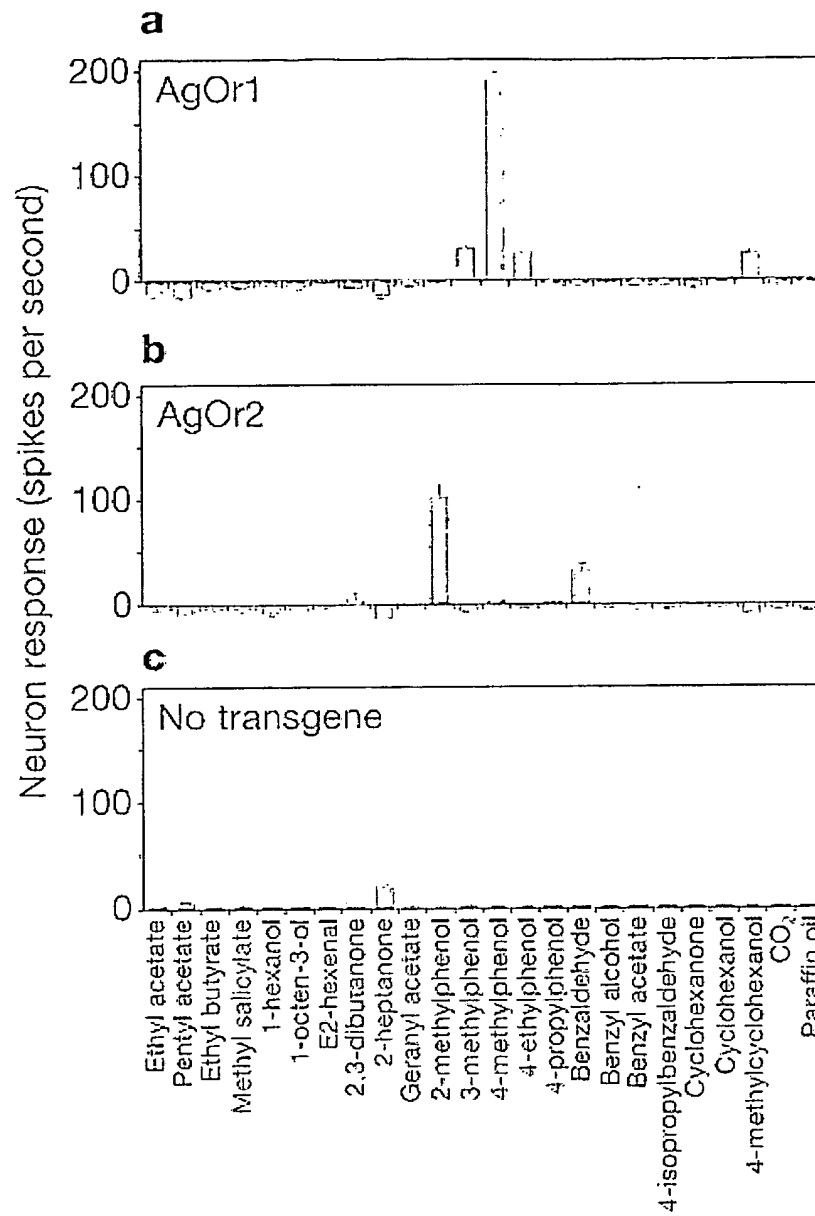 a
200
100
0
AgOr1
b
200
100
0
AgOr2
c
200
100
0
No transgene
Neuron response (spikes per second)
Ethyl acetate
Pentyl acetate
Ethyl butyrate
Methyl salicylate
1-hexanol
1-octen-3-ol
E2-hexenal
2,3-dibutanone
2-heptanone
Geranyl acetate
2-methylphenol
3-methylphenol
4-methylphenol
4-ethylphenol
4-propylphenol
Benzaldehyde
Benzyl alcohol
Benzyl acetate
4-isopropylbenzaldehyde
Cyclohexanone
Cyclohexanol
4-methylcyclohexanol
CO₂
Paraffin oil